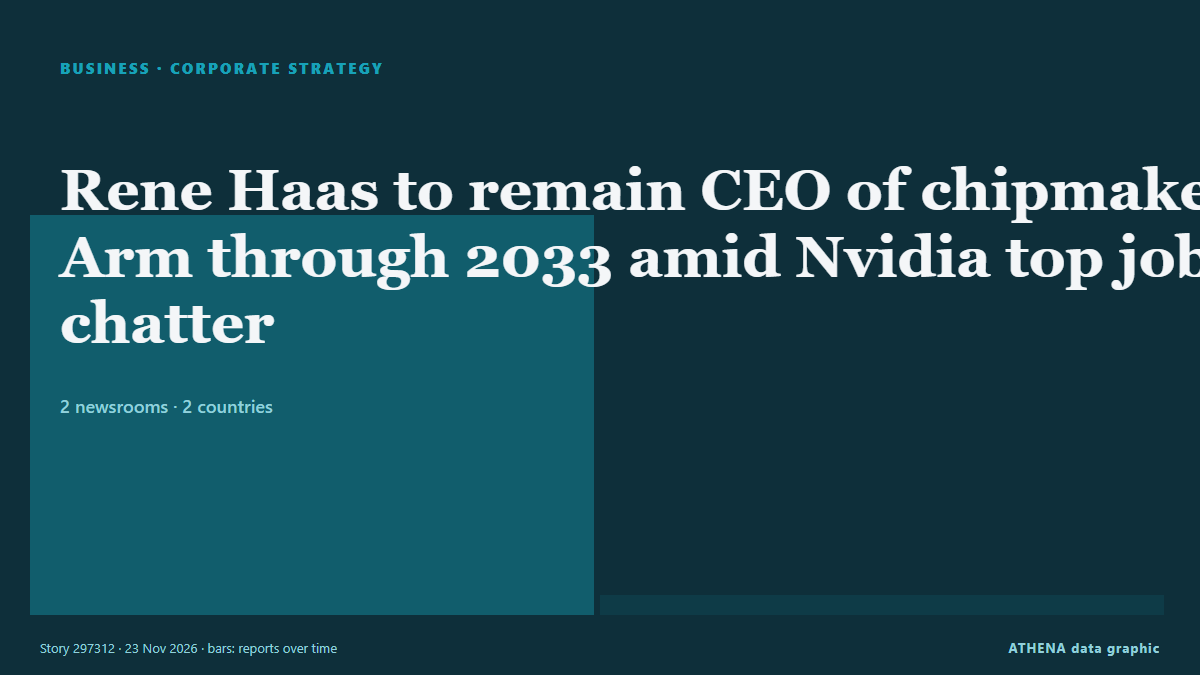 BUSINESS · CORPORATE STRATEGY
Rene Haas to remain CEO of chipmake
Arm through 2033 amid Nvidia top job
chatter
2 newsrooms · 2 countries
Story 297312 · 23 Nov 2026 · bars: reports over time
ATHENA data graphic